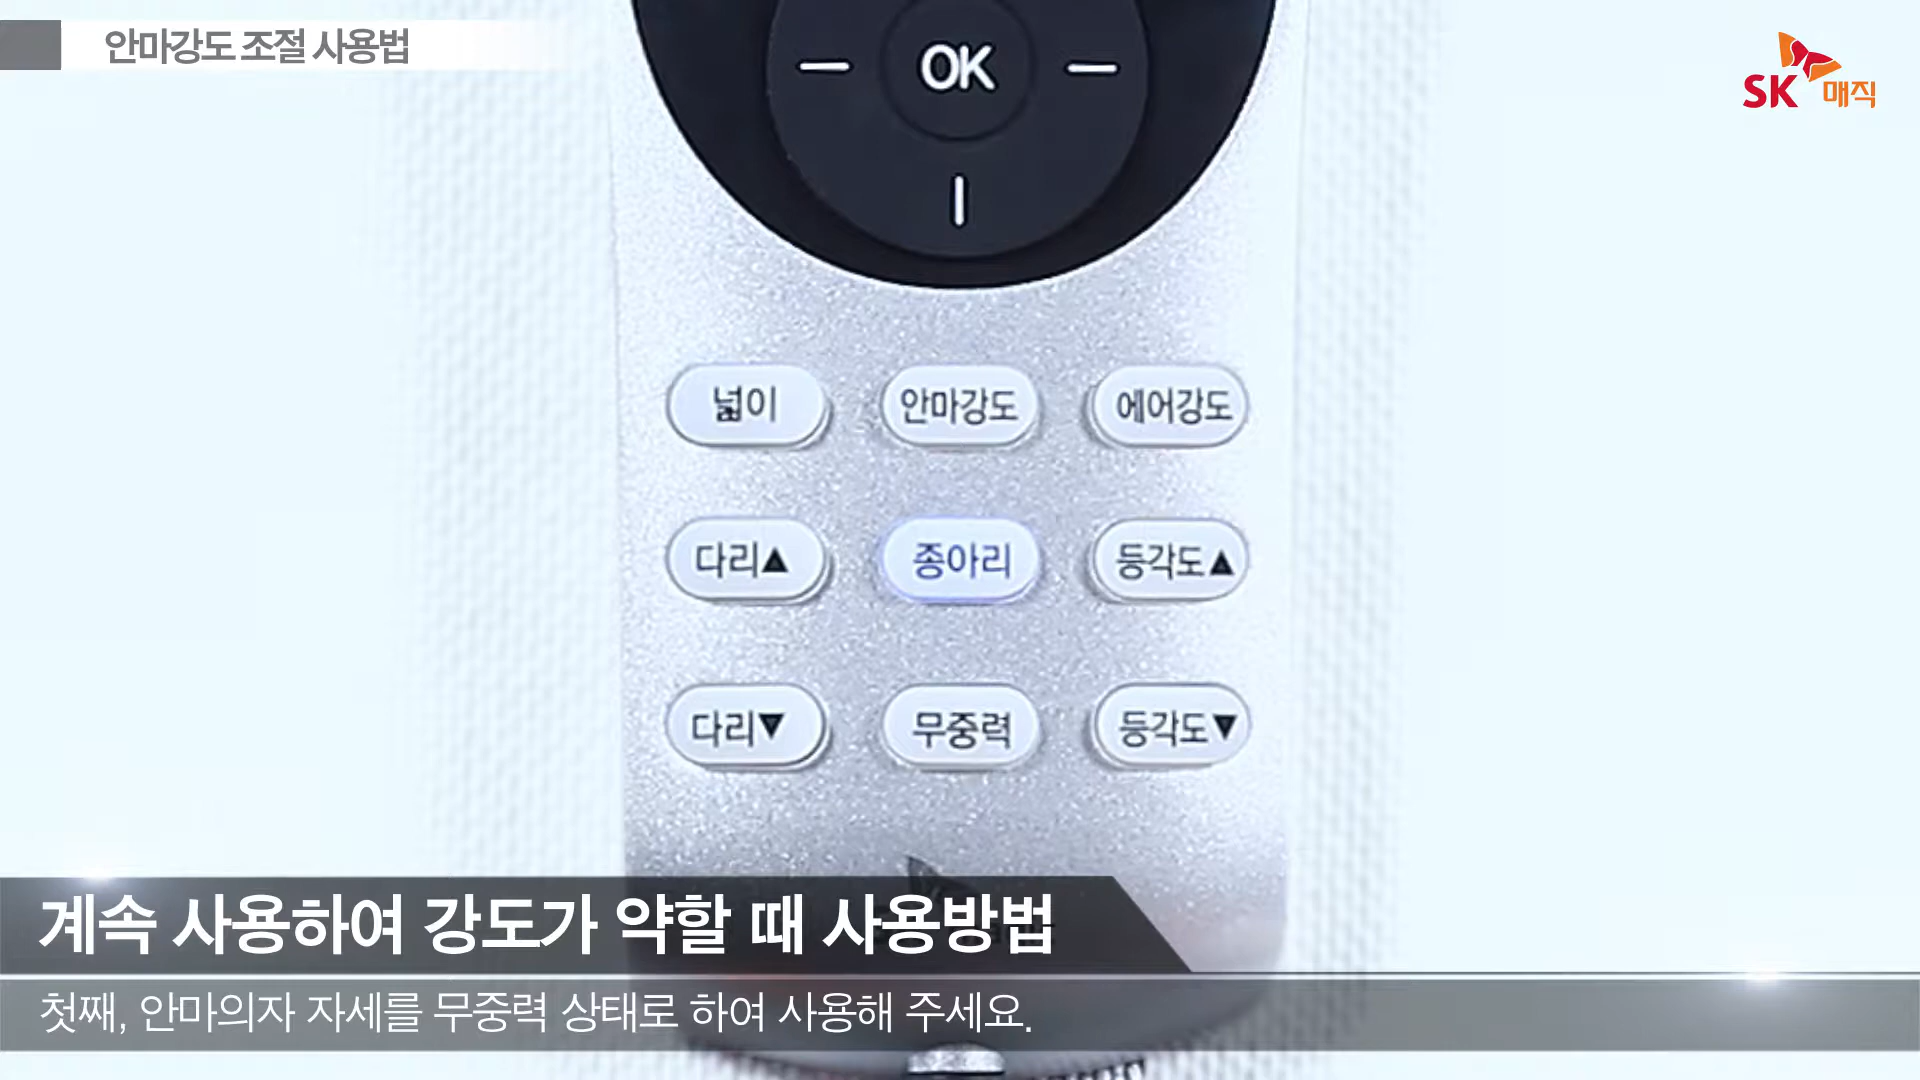 안마강도 조절 사용법
SK매직
OK
넓이 안마강도 에어강도
다리▲ 종아리 등각도▲
다리▼ 무중력 등각도▼
계속 사용하여 강도가 약할 때 사용방법
첫째, 안마의자 자세를 무중력 상태로 하여 사용해 주세요.